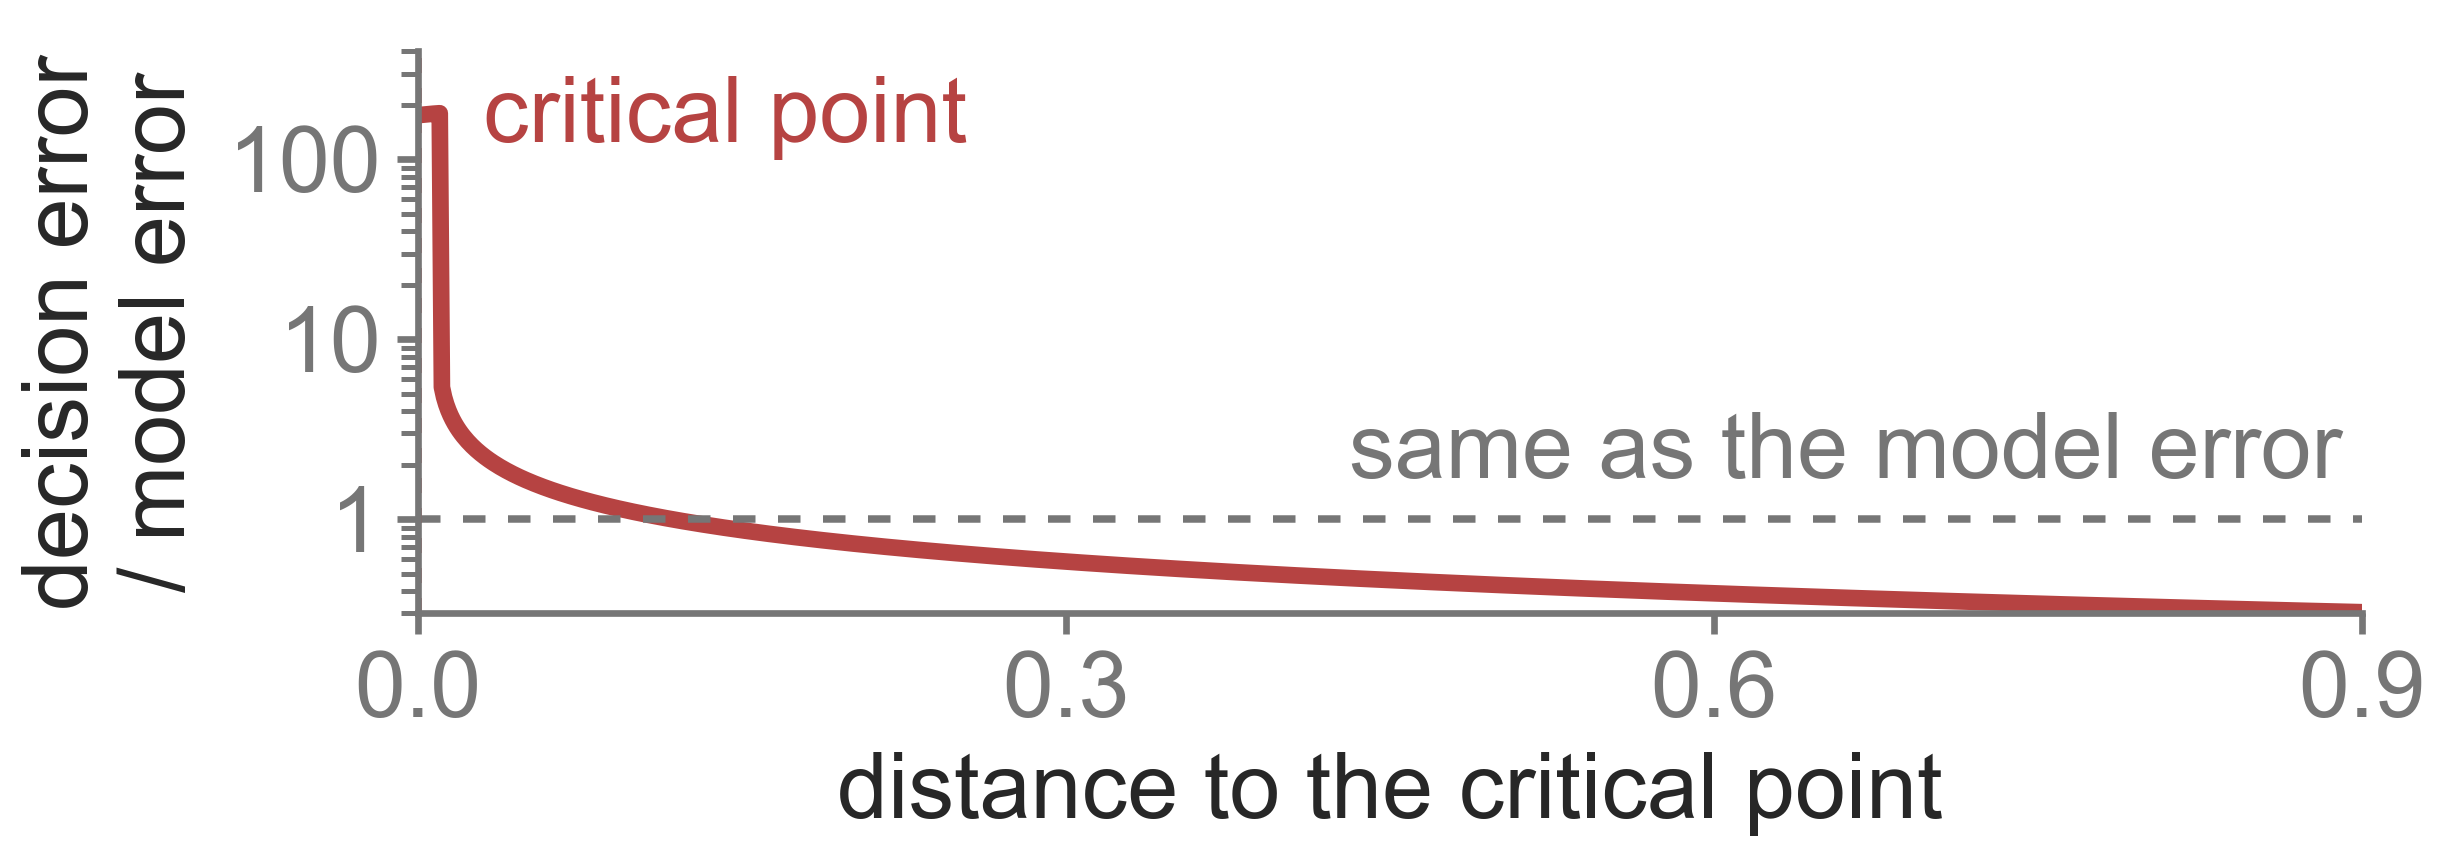 decision error
/ model error
100
10
1
critical point
same as the model error
0.0
0.3
0.6
0.9
distance to the critical point